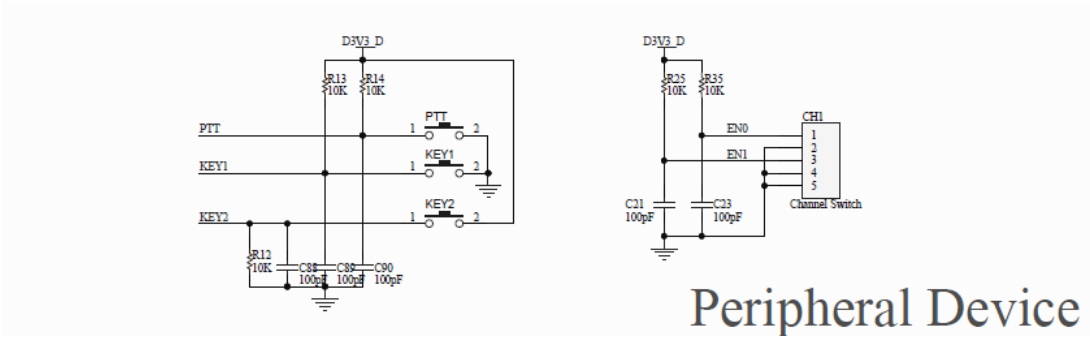 D3V3_D
R13
10K
R14
10K
PTT
PTT
1
2
KEY1
KEY1
1
2
KEY2
KEY2
1
2
R12
10K
C88
100pF
C89
100pF
C90
100pF
D3V3_D
R25
10K
R35
10K
CH1
EN0
1
2
EN1
3
4
5
Channel Switch
C21
100pF
C23
100pF
Peripheral Device